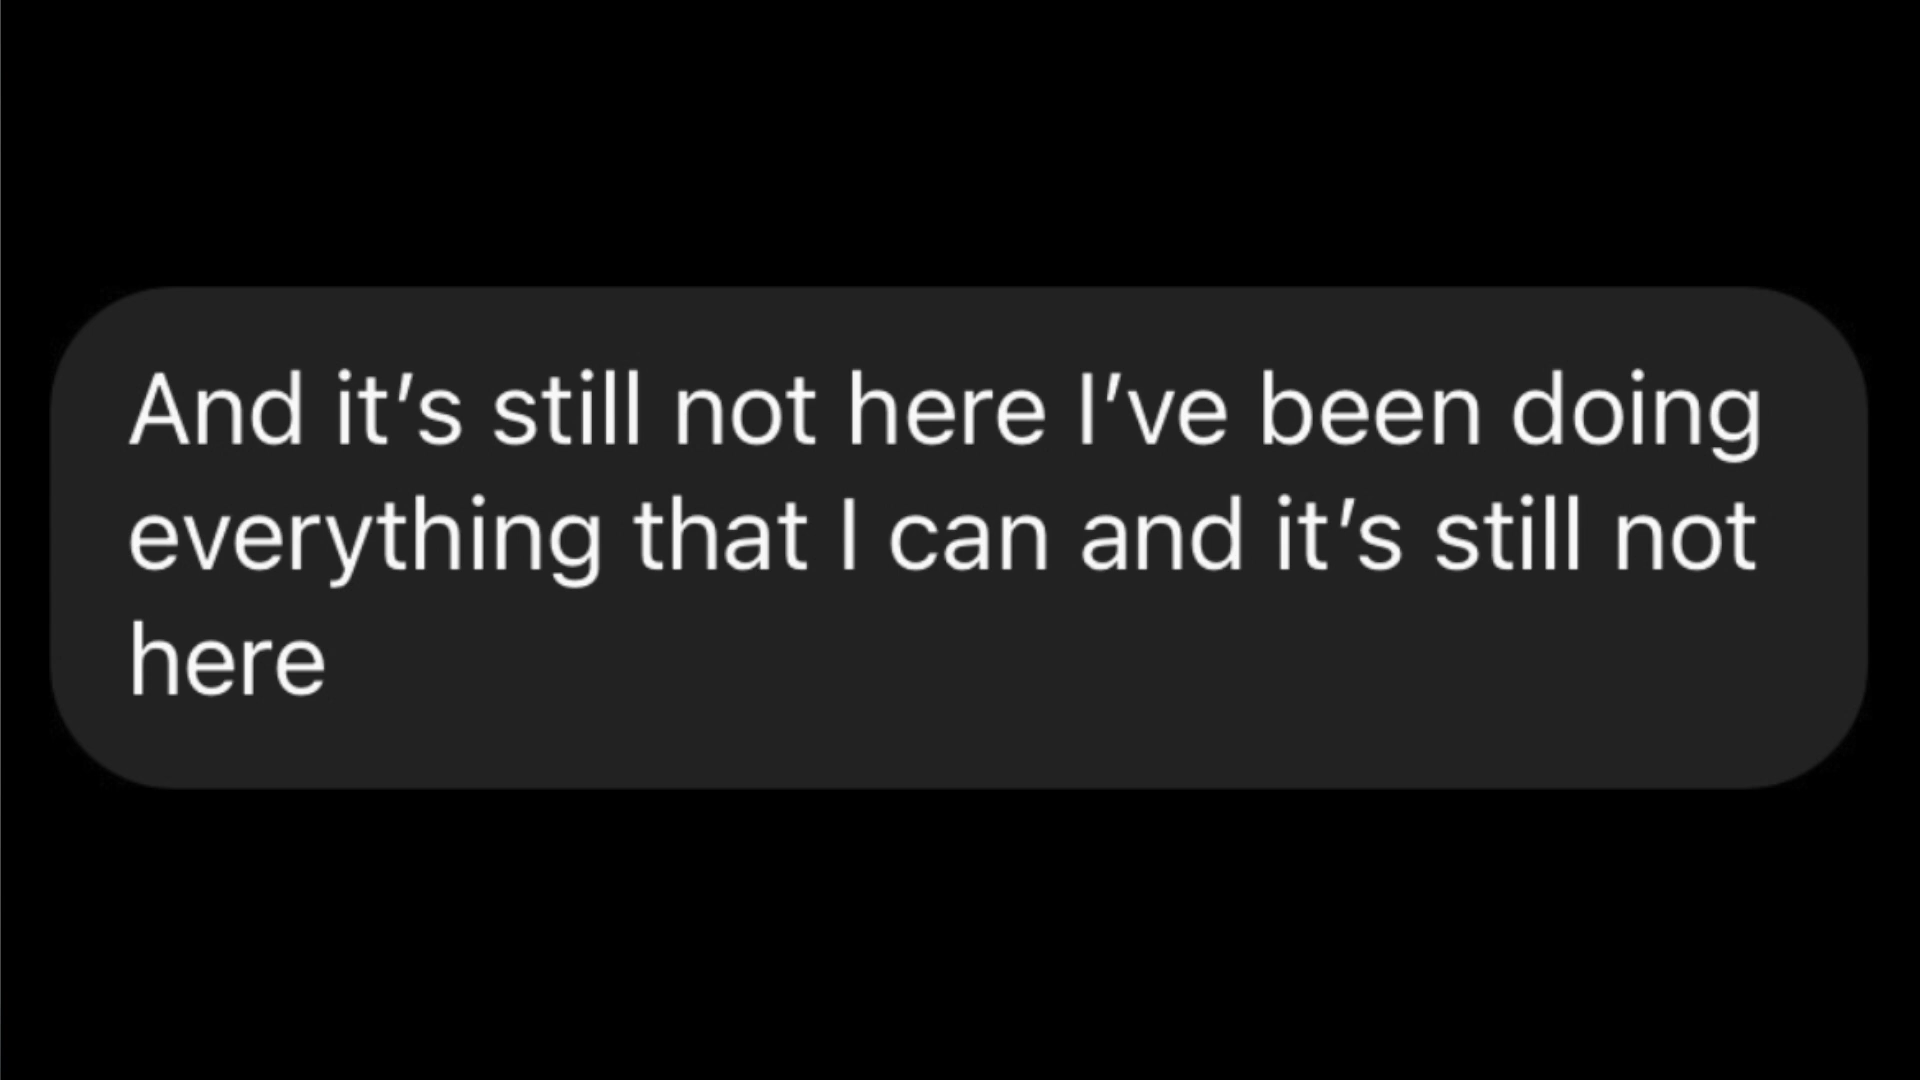 And it’s still not here I’ve been doing
everything that I can and it’s still not
here